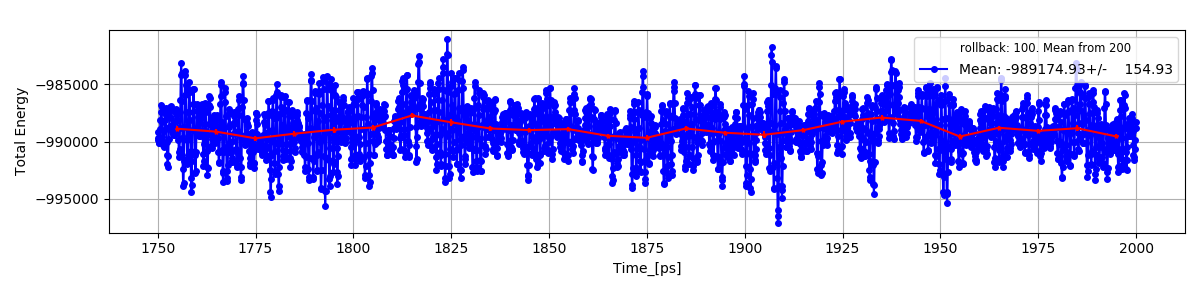 rollback: 100. Mean from 200
Mean: -989174.93+/-    154.93
Total Energy
−985000
−990000
−995000
1750 1775 1800 1825 1850 1875 1900 1925 1950 1975 2000
Time_[ps]